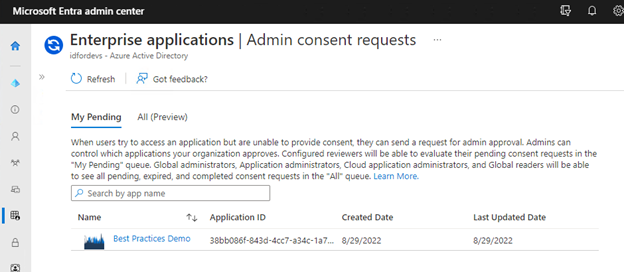 Microsoft Entra admin center
Enterprise applications | Admin consent requests ...
idfordevs - Azure Active Directory
Refresh Got feedback?
My Pending All (Preview)
When users try to access an application but are unable to provide consent, they can send a request for admin approval. Admins can
control which applications your organization approves. Configured reviewers will be able to evaluate their pending consent requests in the
"My Pending" queue. Global administrators, Application administrators, Cloud application administrators, and Global readers will be able
to see all pending, expired, and completed consent requests in the "All" queue. Learn More.
Search by app name
Name Application ID Created Date Last Updated Date
Best Practices Demo 38bb086f-843d-4cc7-a34c-1a7... 8/29/2022 8/29/2022